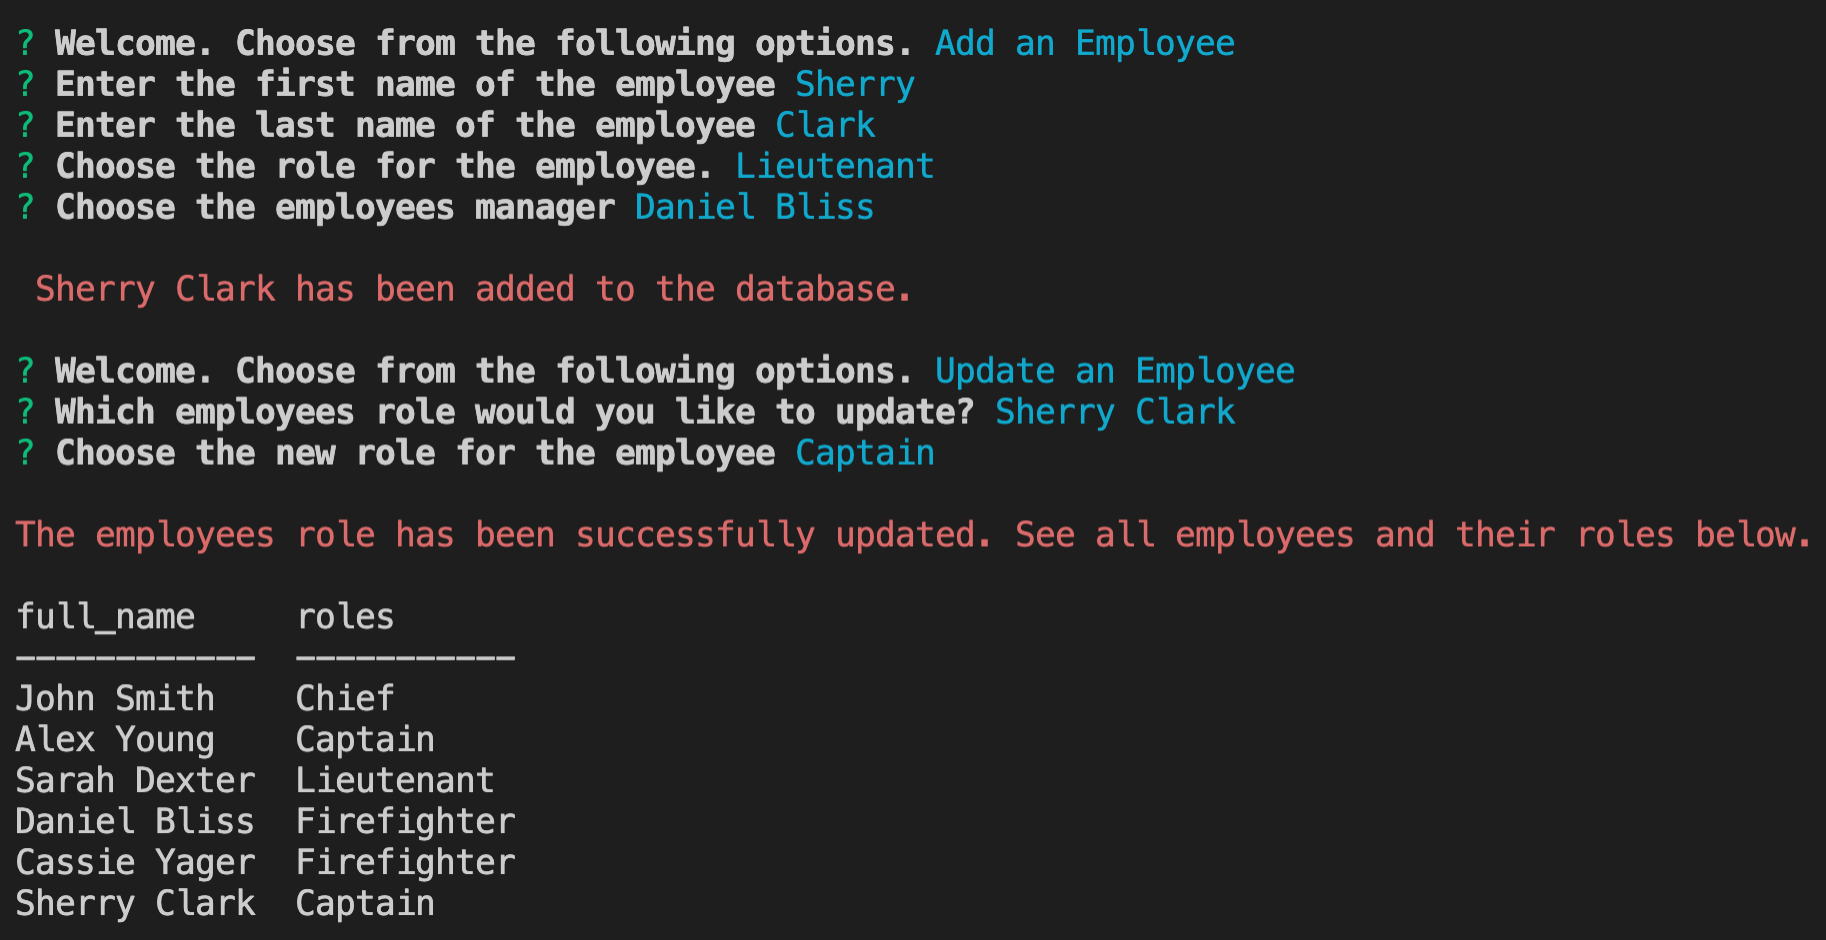 ? Welcome. Choose from the following options. Add an Employee
? Enter the first name of the employee Sherry
? Enter the last name of the employee Clark
? Choose the role for the employee. Lieutenant
? Choose the employees manager Daniel Bliss
Sherry Clark has been added to the database.
? Welcome. Choose from the following options. Update an Employee
? Which employees role would you like to update? Sherry Clark
? Choose the new role for the employee Captain
The employees role has been successfully updated. See all employees and their roles below.
full_name     roles
------------  -----------
John Smith    Chief
Alex Young    Captain
Sarah Dexter  Lieutenant
Daniel Bliss  Firefighter
Cassie Yager  Firefighter
Sherry Clark  Captain